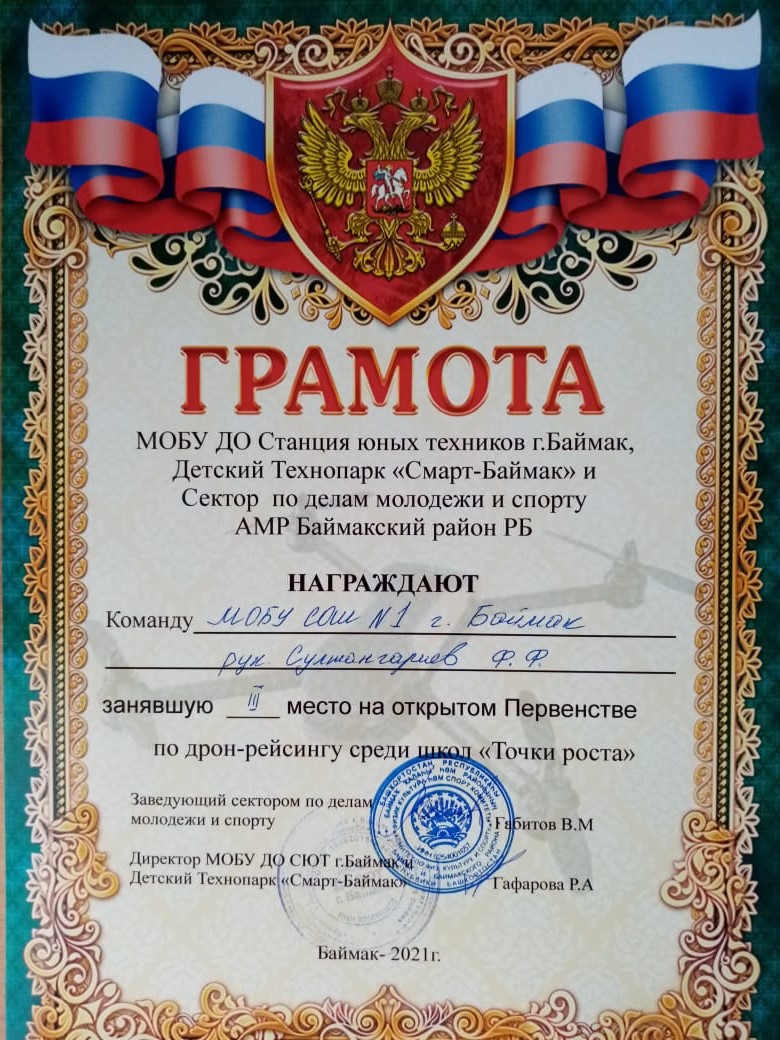 ГРАМОТА
МОБУ ДО Станция юных техников г.Баймак,
Детский Технопарк «Смарт-Баймак» и
Сектор по делам молодежи и спорту
АМР Баймакский район РБ
НАГРАЖДАЮТ
Команду МОБУ СОШ N1 г. Баймак
рук. Султангариев Ф.Ф.
занявшую III место на открытом Первенстве
по дрон-рейсингу среди школ «Точки роста»
Заведующий сектором по делам
молодежи и спорту Габитов В.М
Директор МОБУ ДО СЮТ г.Баймак и
Детский Технопарк «Смарт-Баймак» Гафарова Р.А
Баймак- 2021г.